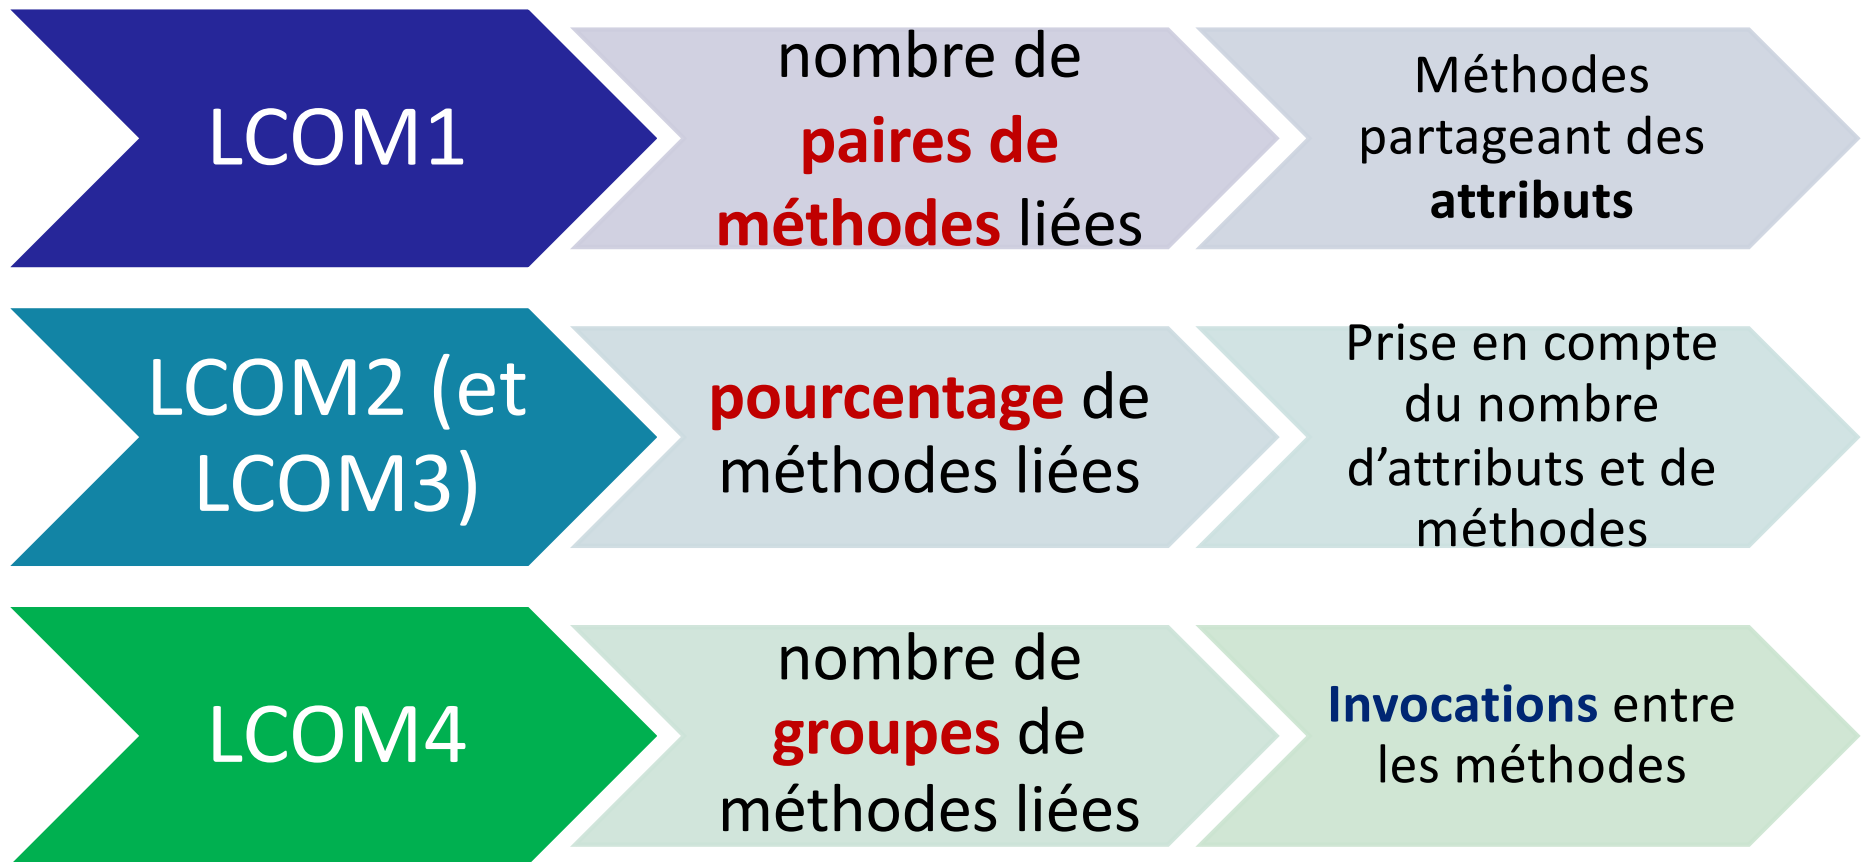 LCOM1
nombre de
paires de
méthodes liées
Méthodes
partageant des
attributs
LCOM2 (et
LCOM3)
pourcentage de
méthodes liées
Prise en compte
du nombre
d’attributs et de
méthodes
LCOM4
nombre de
groupes de
méthodes liées
Invocations entre
les méthodes